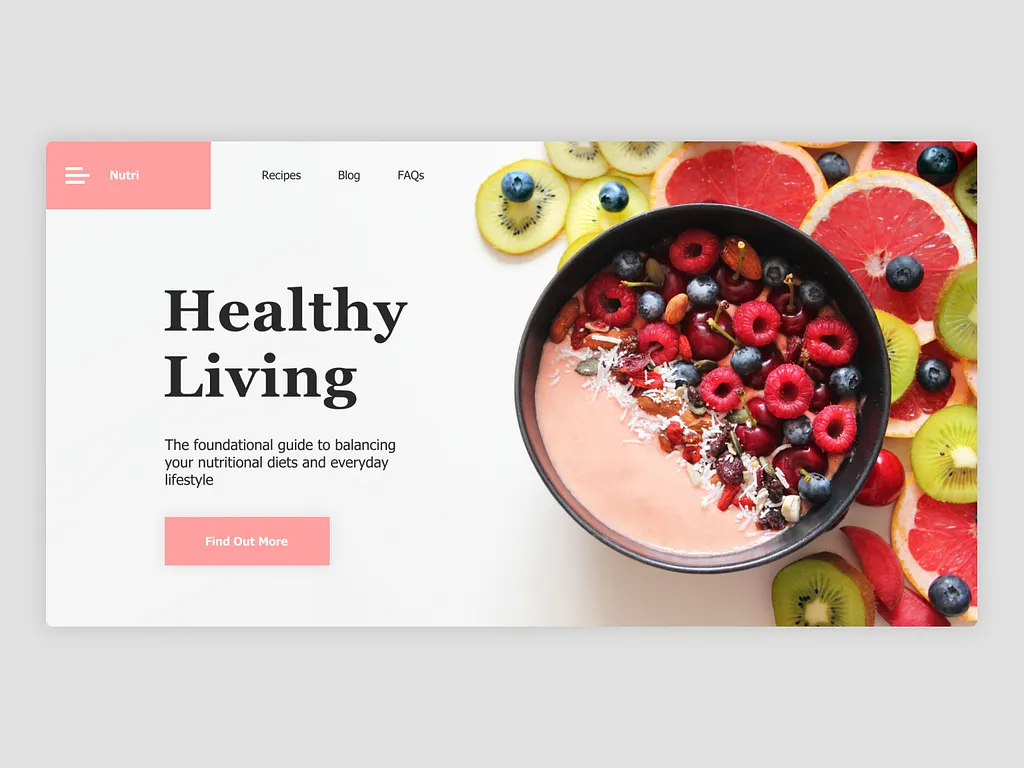 Nutri
Recipes
Blog
FAQs
Healthy
Living
The foundational guide to balancing
your nutritional diets and everyday
lifestyle
Find Out More